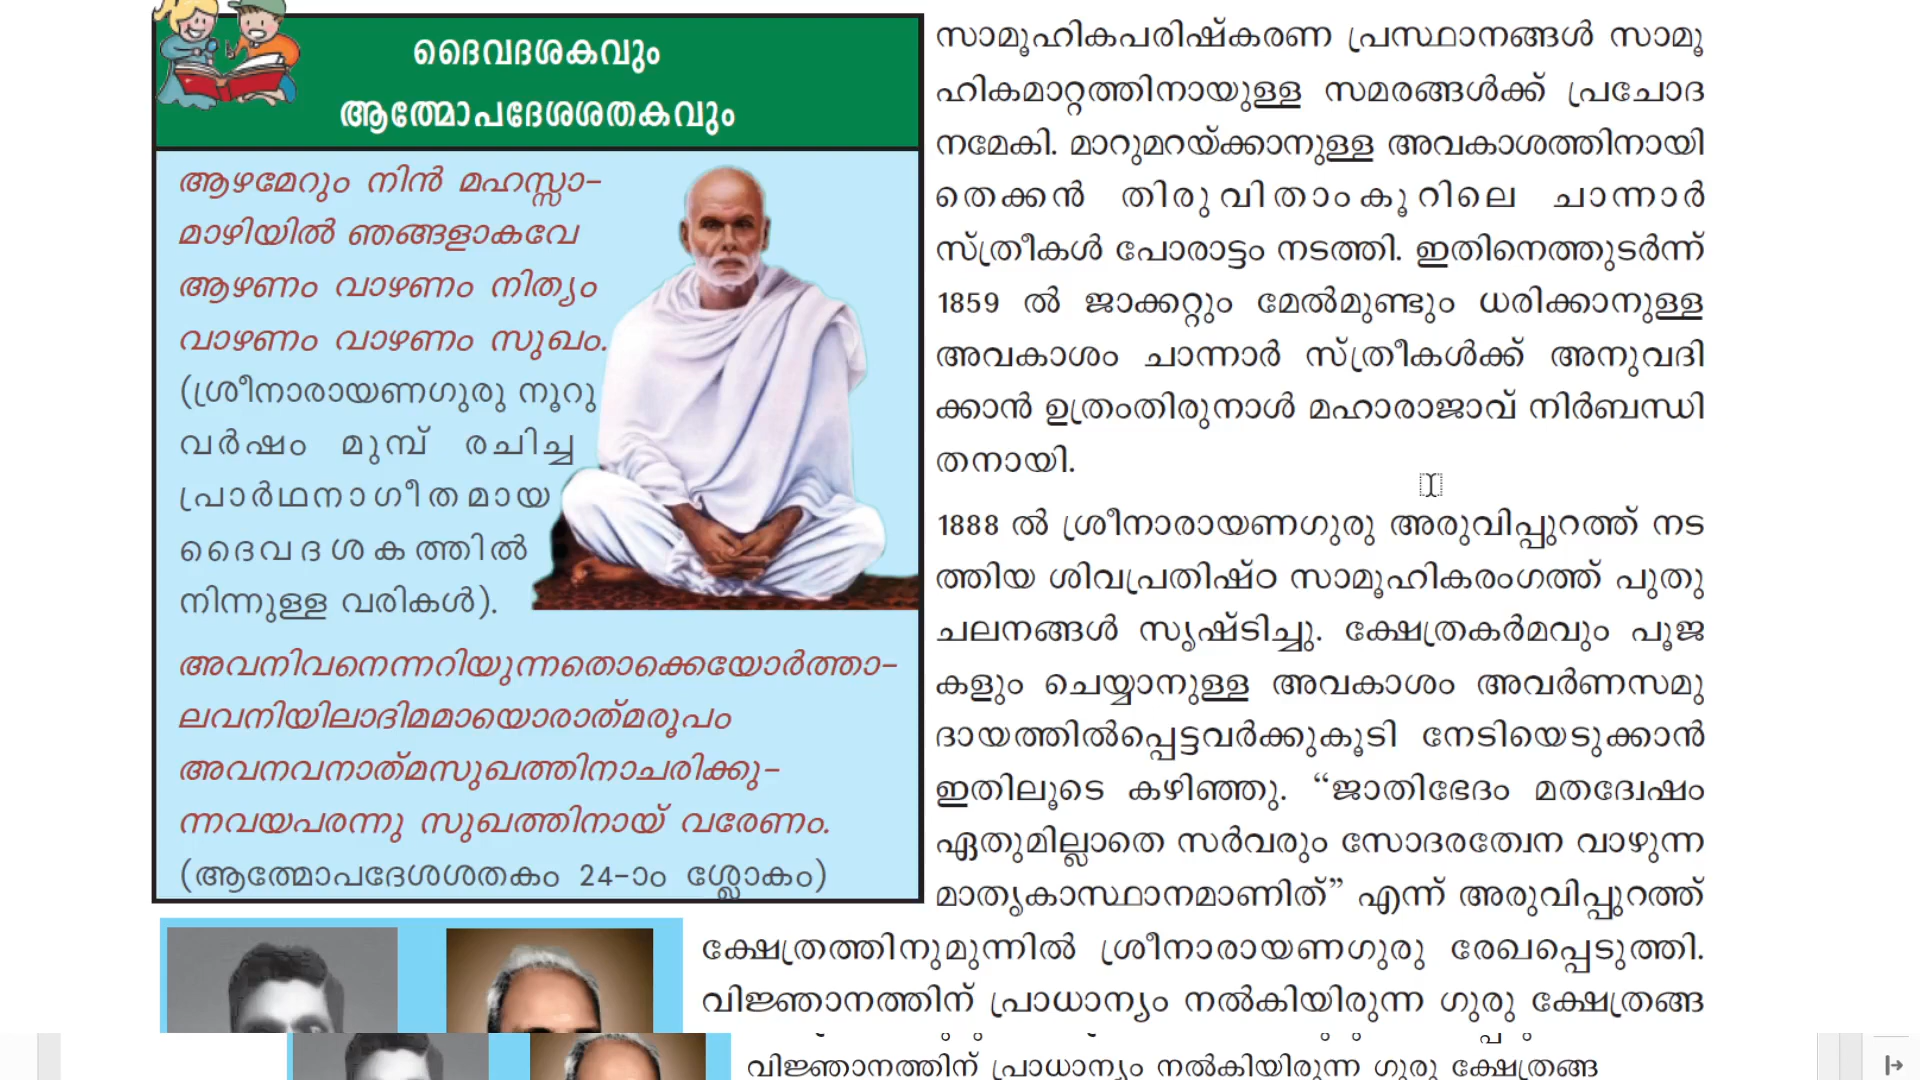 ദൈവദശകവും
ആത്മോപദേശശതകവും
ആഴമേറും നിൻ മഹസ്സാ-
മാഴിയിൽ ഞങ്ങളാകവേ
ആഴണം വാഴണം നിത്യം
വാഴണം വാഴണം സുഖം.
(ശ്രീനാരായണഗുരു നൂറു
വർഷം മുമ്പ് രചിച്ച
പ്രാർഥനാഗീതമായ
ദൈവദശകത്തിൽ
നിന്നുള്ള വരികൾ).
അവനിവനെന്നറിയുന്നതൊക്കെയോർത്താ-
ലവനിയിലാദിമമായൊരാത്മരൂപം
അവനവനാത്മസുഖത്തിനാചരിക്കു-
ന്നവയപരന്നു സുഖത്തിനായ് വരേണം.
(ആത്മോപദേശശതകം 24-ാം ശ്ലോകം)
സാമൂഹികപരിഷ്കരണ പ്രസ്ഥാനങ്ങൾ സാമൂ
ഹികമാറ്റത്തിനായുള്ള സമരങ്ങൾക്ക് പ്രചോദ
നമേകി. മാറുമറയ്ക്കാനുള്ള അവകാശത്തിനായി
തെക്കൻ തിരുവിതാംകൂറിലെ ചാന്നാർ
സ്ത്രീകൾ പോരാട്ടം നടത്തി. ഇതിനെത്തുടർന്ന്
1859 ൽ ജാക്കറ്റും മേൽമുണ്ടും ധരിക്കാനുള്ള
അവകാശം ചാന്നാർ സ്ത്രീകൾക്ക് അനുവദി
ക്കാൻ ഉത്രംതിരുനാൾ മഹാരാജാവ് നിർബന്ധി
തനായി.
1888 ൽ ശ്രീനാരായണഗുരു അരുവിപ്പുറത്ത് നട
ത്തിയ ശിവപ്രതിഷ്ഠ സാമൂഹികരംഗത്ത് പുതു
ചലനങ്ങൾ സൃഷ്ടിച്ചു. ക്ഷേത്രകർമവും പൂജ
കളും ചെയ്യാനുള്ള അവകാശം അവർണസമു
ദായത്തിൽപ്പെട്ടവർക്കുകൂടി നേടിയെടുക്കാൻ
ഇതിലൂടെ കഴിഞ്ഞു. “ജാതിഭേദം മതദ്വേഷം
ഏതുമില്ലാതെ സർവരും സോദരത്വേന വാഴുന്ന
മാതൃകാസ്ഥാനമാണിത്” എന്ന് അരുവിപ്പുറത്ത്
ക്ഷേത്രത്തിനുമുന്നിൽ ശ്രീനാരായണഗുരു രേഖപ്പെടുത്തി.
വിജ്ഞാനത്തിന് പ്രാധാന്യം നൽകിയിരുന്ന ഗുരു ക്ഷേത്രങ്ങ
വിജ്ഞാനത്തിന് പ്രാധാന്യം നൽകിയിരുന്ന ഗുരു ക്ഷേത്രങ്ങ